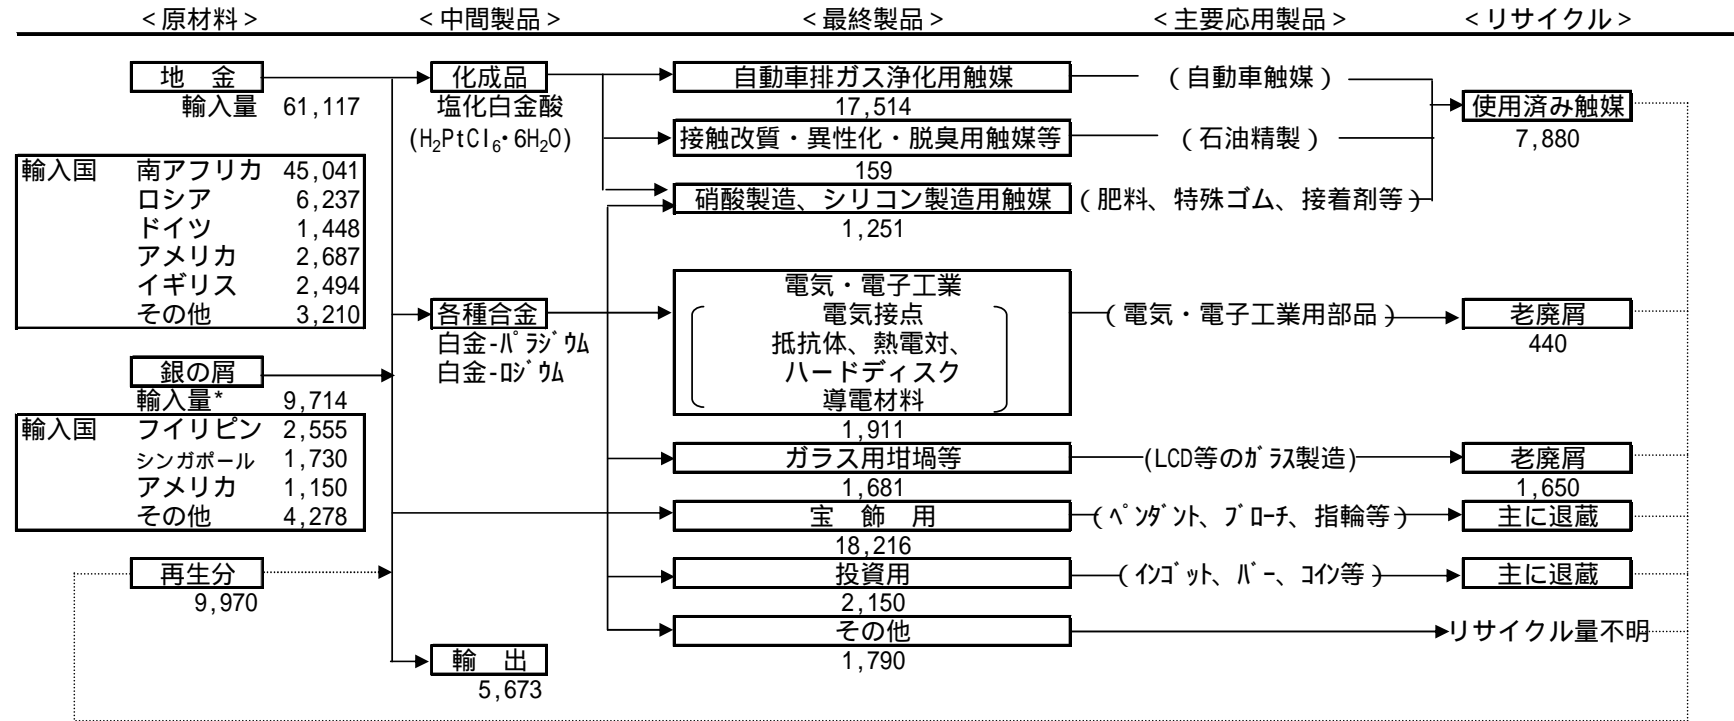 <原材料> <中間製品> <最終製品> <主要応用製品> <リサイクル>
地 金 化成品 自動車排ガス浄化用触媒 (自動車触媒)
輸入量 61,117 塩化白金酸 17,514 使用済み触媒
(H₂PtCl₆・6H₂O) 接触改質・異性化・脱臭用触媒等 (石油精製) 7,880
輸入国 南アフリカ 45,041 159
ロシア 6,237 硝酸製造、シリコン製造用触媒 (肥料、特殊ゴム、接着剤等)
ドイツ 1,448 1,251
アメリカ 2,687
イギリス 2,494 電気・電子工業
その他 3,210 各種合金 電気接点 (電気・電子工業用部品) 老廃屑
白金-パラジウム 抵抗体、熱電対、 440
銀の屑 白金-ロジウム ハードディスク
輸入量* 9,714 導電材料
輸入国 フイリピン 2,555 1,911
シンガポール 1,730 ガラス用坩堝等 (LCD等のガラス製造) 老廃屑
アメリカ 1,150 1,681 1,650
その他 4,278 宝 飾 用 (ペンダント、ブローチ、指輪等) 主に退蔵
18,216
再生分 投資用 (インゴット、バー、コイン等) 主に退蔵
9,970 2,150
その他 リサイクル量不明
輸 出 1,790
5,673